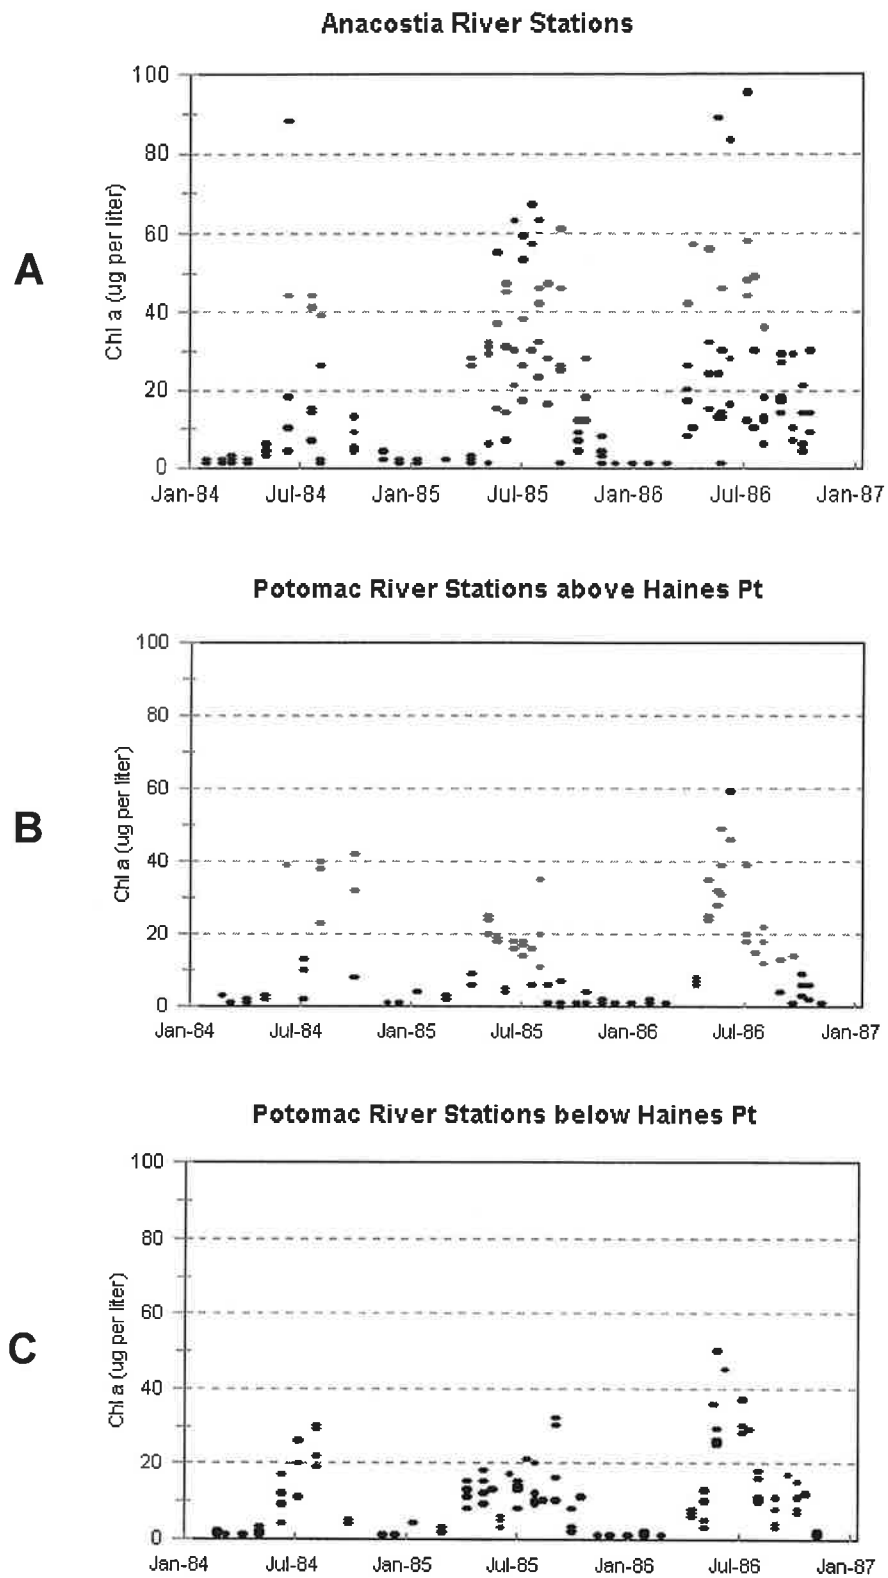 Anacostia River Stations
A
Chl a (ug per liter)
100
80
60
40
20
0
Jan-84 Jul-84 Jan-85 Jul-85 Jan-86 Jul-86 Jan-87
Potomac River Stations above Haines Pt
B
Chl a (ug per liter)
100
80
60
40
20
0
Jan-84 Jul-84 Jan-85 Jul-85 Jan-86 Jul-86 Jan-87
Potomac River Stations below Haines Pt
C
Chl a (ug per liter)
100
80
60
40
20
0
Jan-84 Jul-84 Jan-85 Jul-85 Jan-86 Jul-86 Jan-87